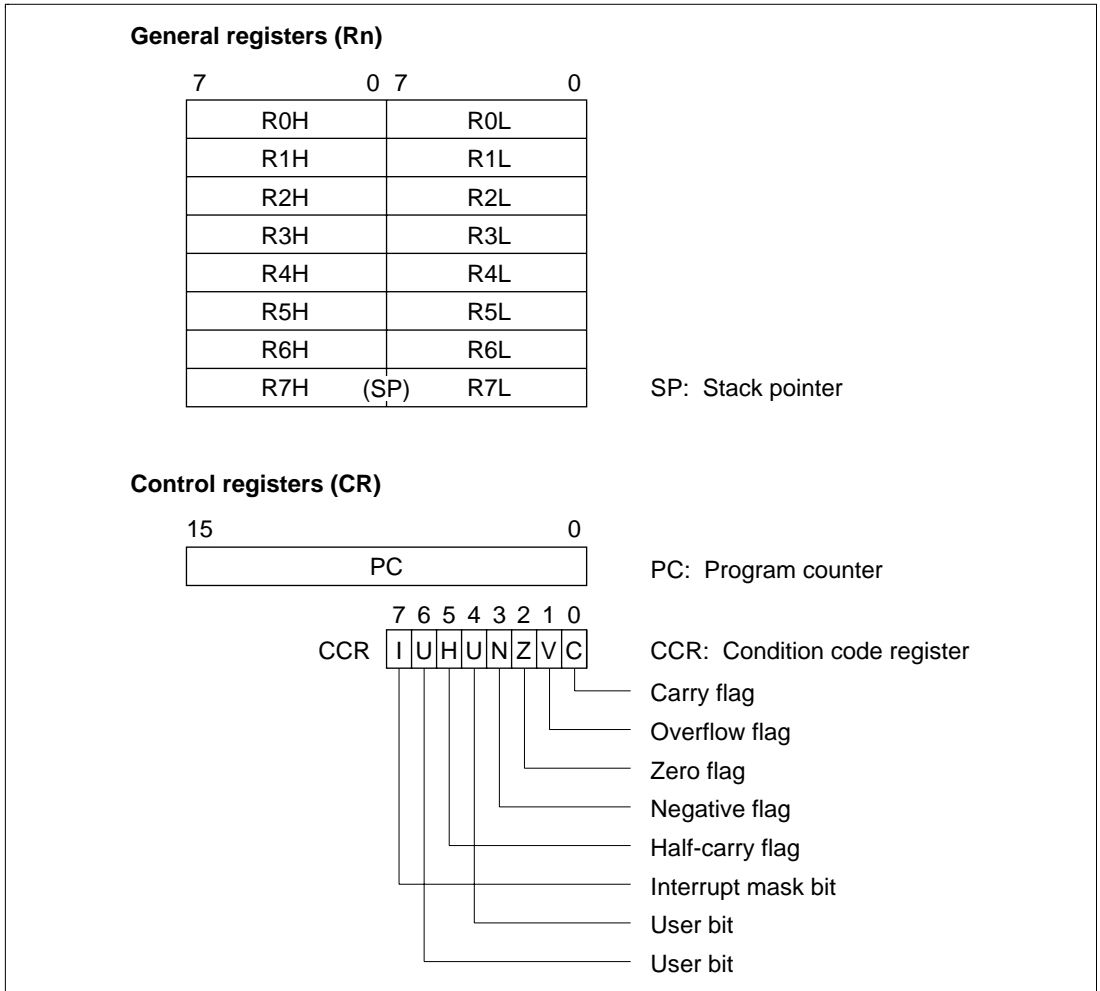 General registers (Rn)
7 0 7 0
R0H R0L
R1H R1L
R2H R2L
R3H R3L
R4H R4L
R5H R5L
R6H R6L
R7H (SP) R7L SP: Stack pointer
Control registers (CR)
15 0
PC PC: Program counter
7 6 5 4 3 2 1 0
CCR I U H U N Z V C CCR: Condition code register
Carry flag
Overflow flag
Zero flag
Negative flag
Half-carry flag
Interrupt mask bit
User bit
User bit